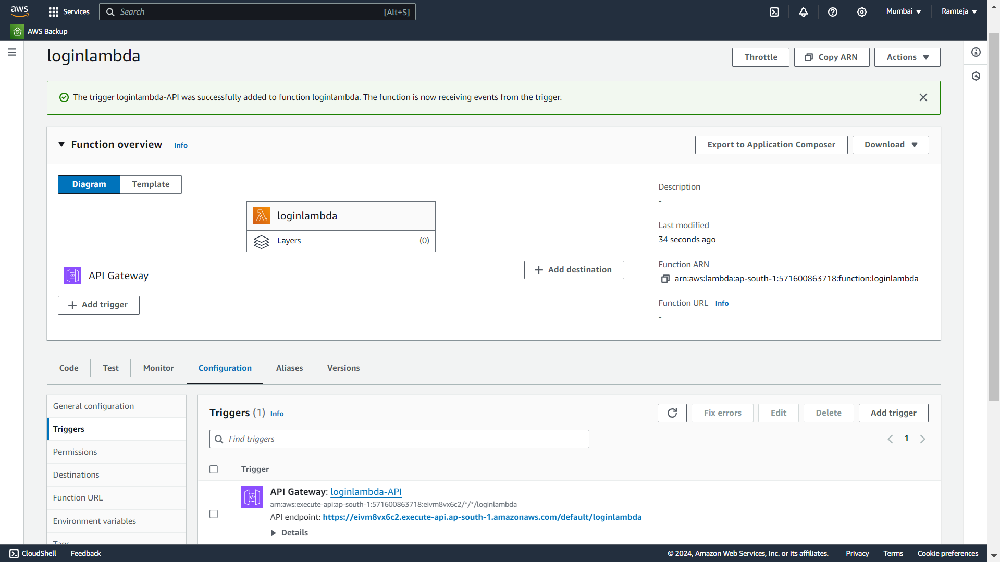 aws
Services
Search
[Alt+S]
Mumbai
Ramteja
AWS Backup
loginlambda
Throttle
Copy ARN
Actions
The trigger loginlambda-API was successfully added to function loginlambda. The function is now receiving events from the trigger.
Function overview
Info
Export to Application Composer
Download
Diagram
Template
loginlambda
Layers
(0)
API Gateway
Add trigger
Add destination
Description
-
Last modified
34 seconds ago
Function ARN
arn:aws:lambda:ap-south-1:571600863718:function:loginlambda
Function URL Info
-
Code
Test
Monitor
Configuration
Aliases
Versions
General configuration
Triggers
Permissions
Destinations
Function URL
Environment variables
Tags
Triggers (1) Info
Fix errors
Edit
Delete
Add trigger
Find triggers
1
Trigger
API Gateway: loginlambda-API
arn:aws:execute-api:ap-south-1:571600863718:eivm8vx6c2/*/*/loginlambda
API endpoint: https://eivm8vx6c2.execute-api.ap-south-1.amazonaws.com/default/loginlambda
Details
CloudShell
Feedback
© 2024, Amazon Web Services, Inc. or its affiliates.
Privacy
Terms
Cookie preferences